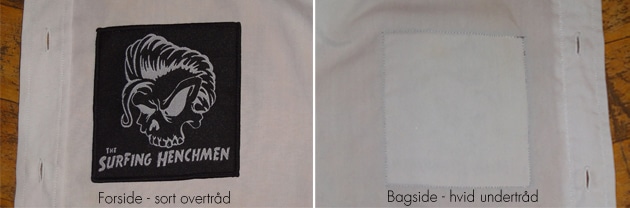 THE
SURFING HENCHMEN
Forside - sort overtråd
Bagside - hvid undertråd